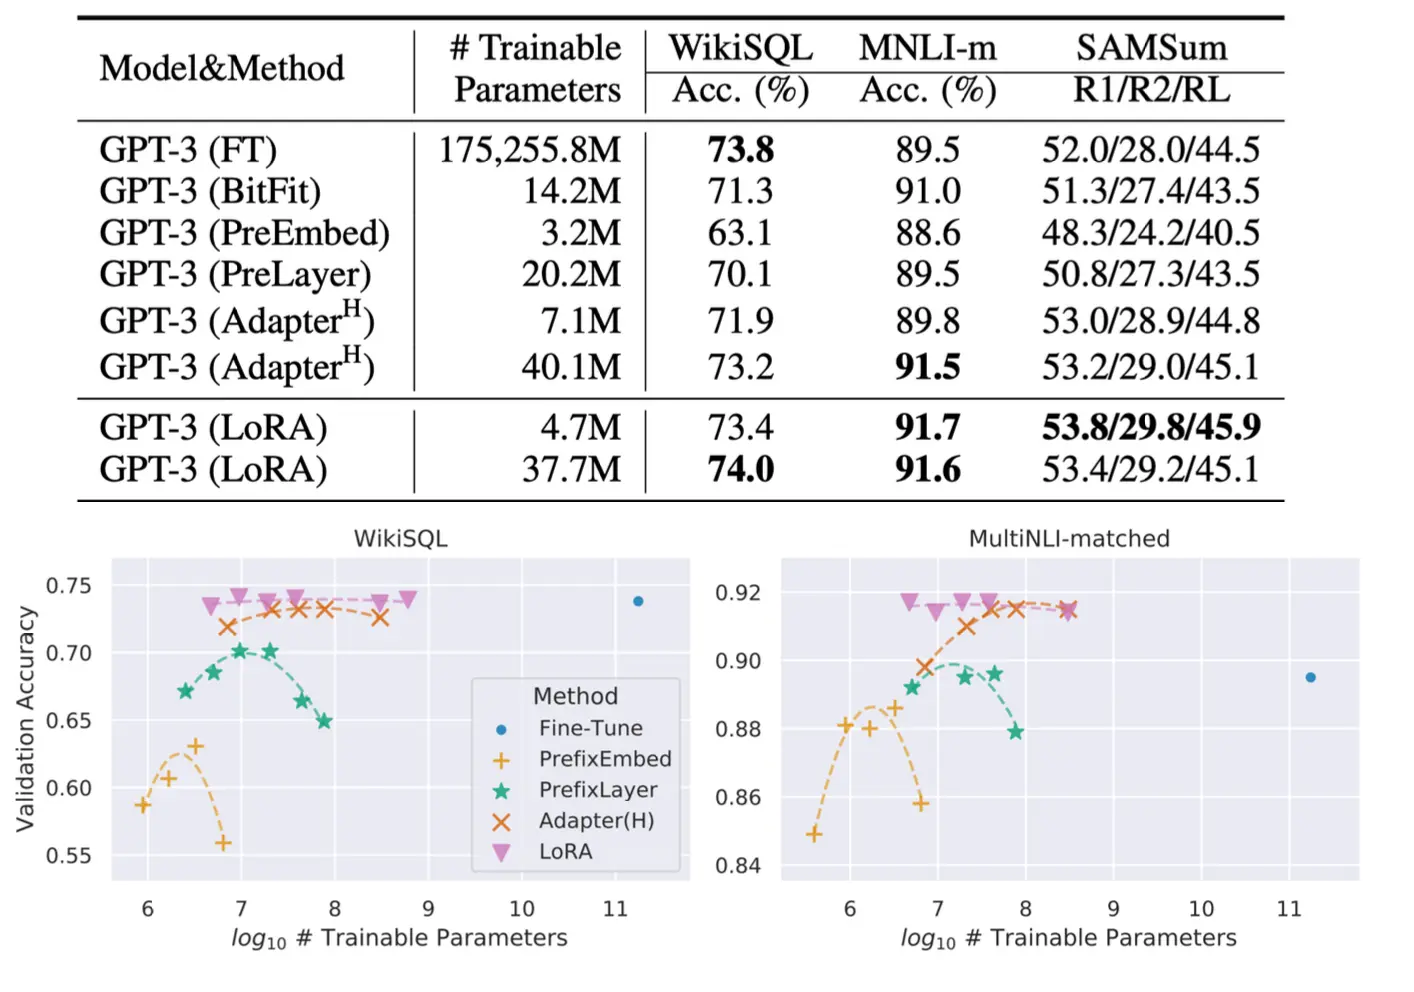 Model&Method # Trainable Parameters WikiSQL MNLI-m SAMSum
Acc. (%) Acc. (%) R1/R2/RL
GPT-3 (FT) 175,255.8M 73.8 89.5 52.0/28.0/44.5
GPT-3 (BitFit) 14.2M 71.3 91.0 51.3/27.4/43.5
GPT-3 (PreEmbed) 3.2M 63.1 88.6 48.3/24.2/40.5
GPT-3 (PreLayer) 20.2M 70.1 89.5 50.8/27.3/43.5
GPT-3 (Adapter^H) 7.1M 71.9 89.8 53.0/28.9/44.8
GPT-3 (Adapter^H) 40.1M 73.2 91.5 53.2/29.0/45.1
GPT-3 (LoRA) 4.7M 73.4 91.7 53.8/29.8/45.9
GPT-3 (LoRA) 37.7M 74.0 91.6 53.4/29.2/45.1
WikiSQL
Validation Accuracy
0.75
0.70
0.65
0.60
0.55
Method
Fine-Tune
PrefixEmbed
PrefixLayer
Adapter(H)
LoRA
6 7 8 9 10 11
log10 # Trainable Parameters
MultiNLI-matched
0.92
0.90
0.88
0.86
0.84
6 7 8 9 10 11
log10 # Trainable Parameters